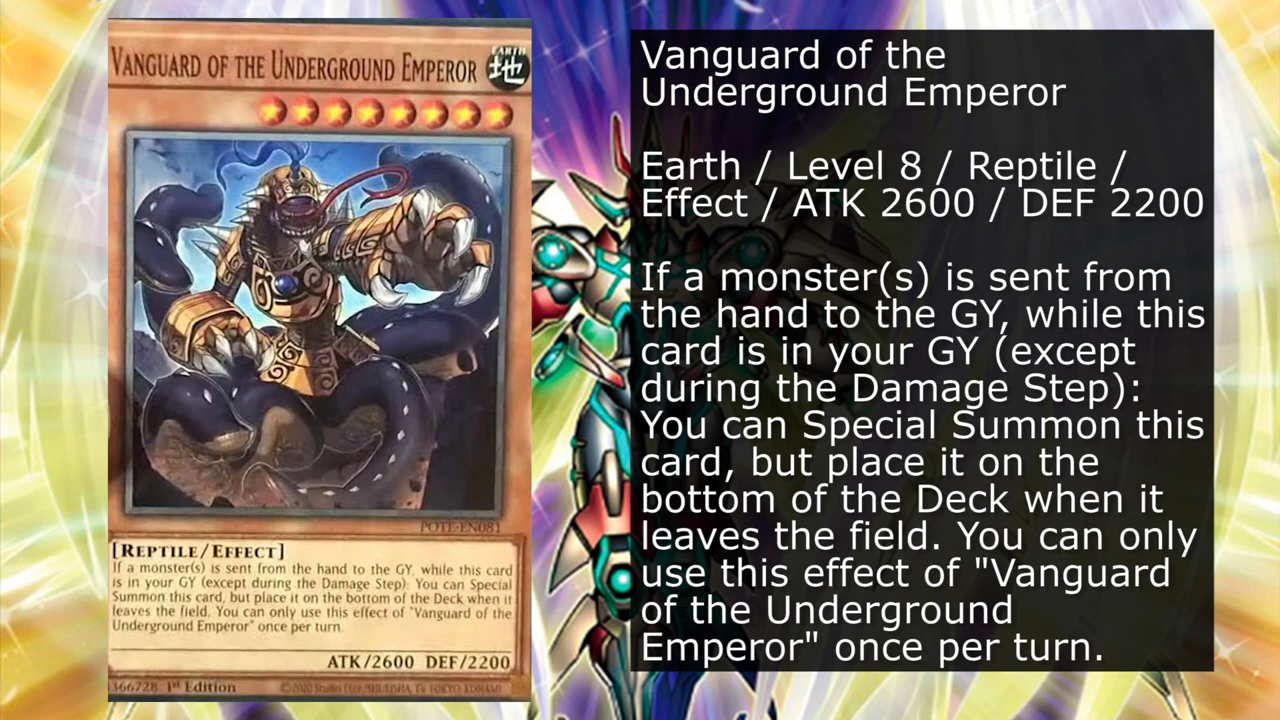 VANGUARD OF THE UNDERGROUND EMPEROR
EARTH
地
POTE-EN081
[REPTILE/EFFECT]
If a monster(s) is sent from the hand to the GY, while this card
is in your GY (except during the Damage Step): You can Special
Summon this card, but place it on the bottom of the Deck when it
leaves the field. You can only use this effect of "Vanguard of the
Underground Emperor" once per turn.
ATK/2600 DEF/2200
366728 1st Edition
Vanguard of the
Underground Emperor
Earth / Level 8 / Reptile /
Effect / ATK 2600 / DEF 2200
If a monster(s) is sent from
the hand to the GY, while this
card is in your GY (except
during the Damage Step):
You can Special Summon this
card, but place it on the
bottom of the Deck when it
leaves the field. You can only
use this effect of "Vanguard
of the Underground
Emperor" once per turn.